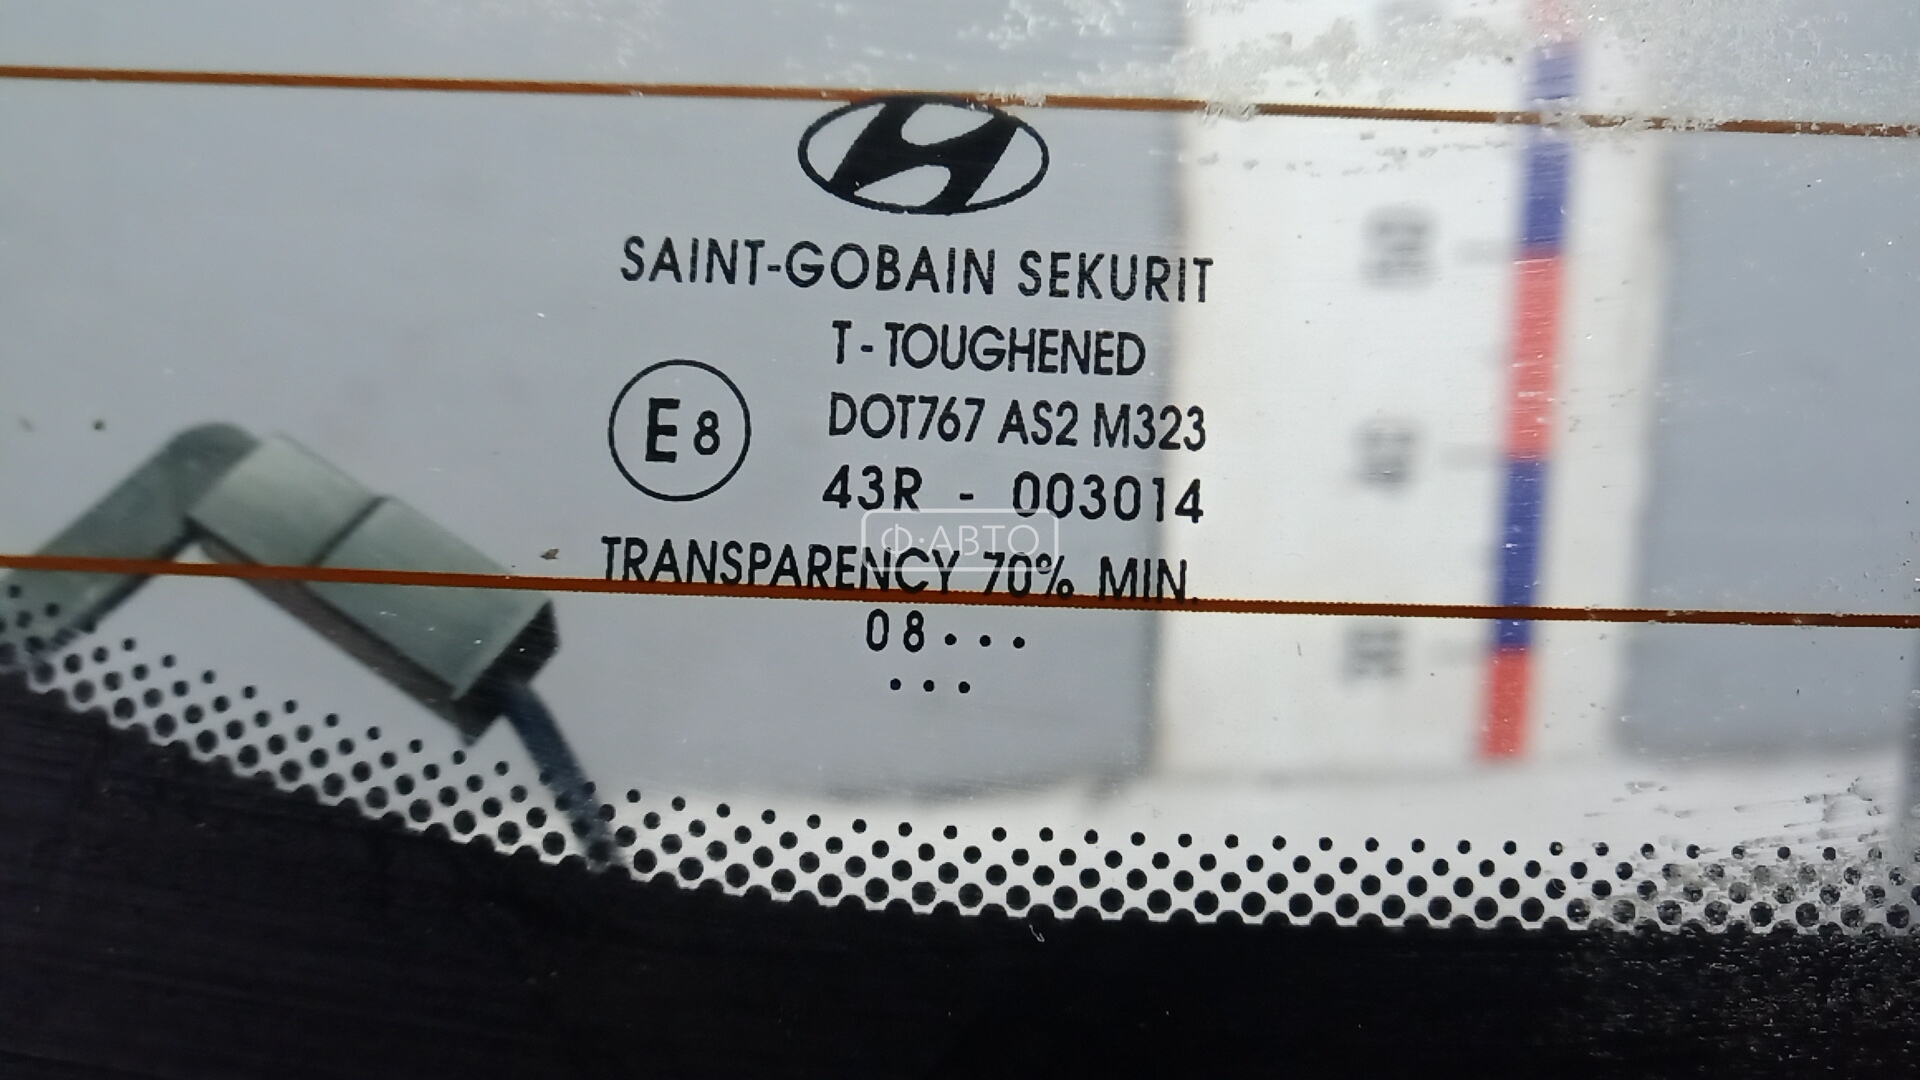 SAINT-GOBAIN SEKURIT
T-TOUGHENED
E8
DOT767 AS2 M323
43R - 003014
Ф·АВТО
TRANSPARENCY 70% MIN.
08•••
•••